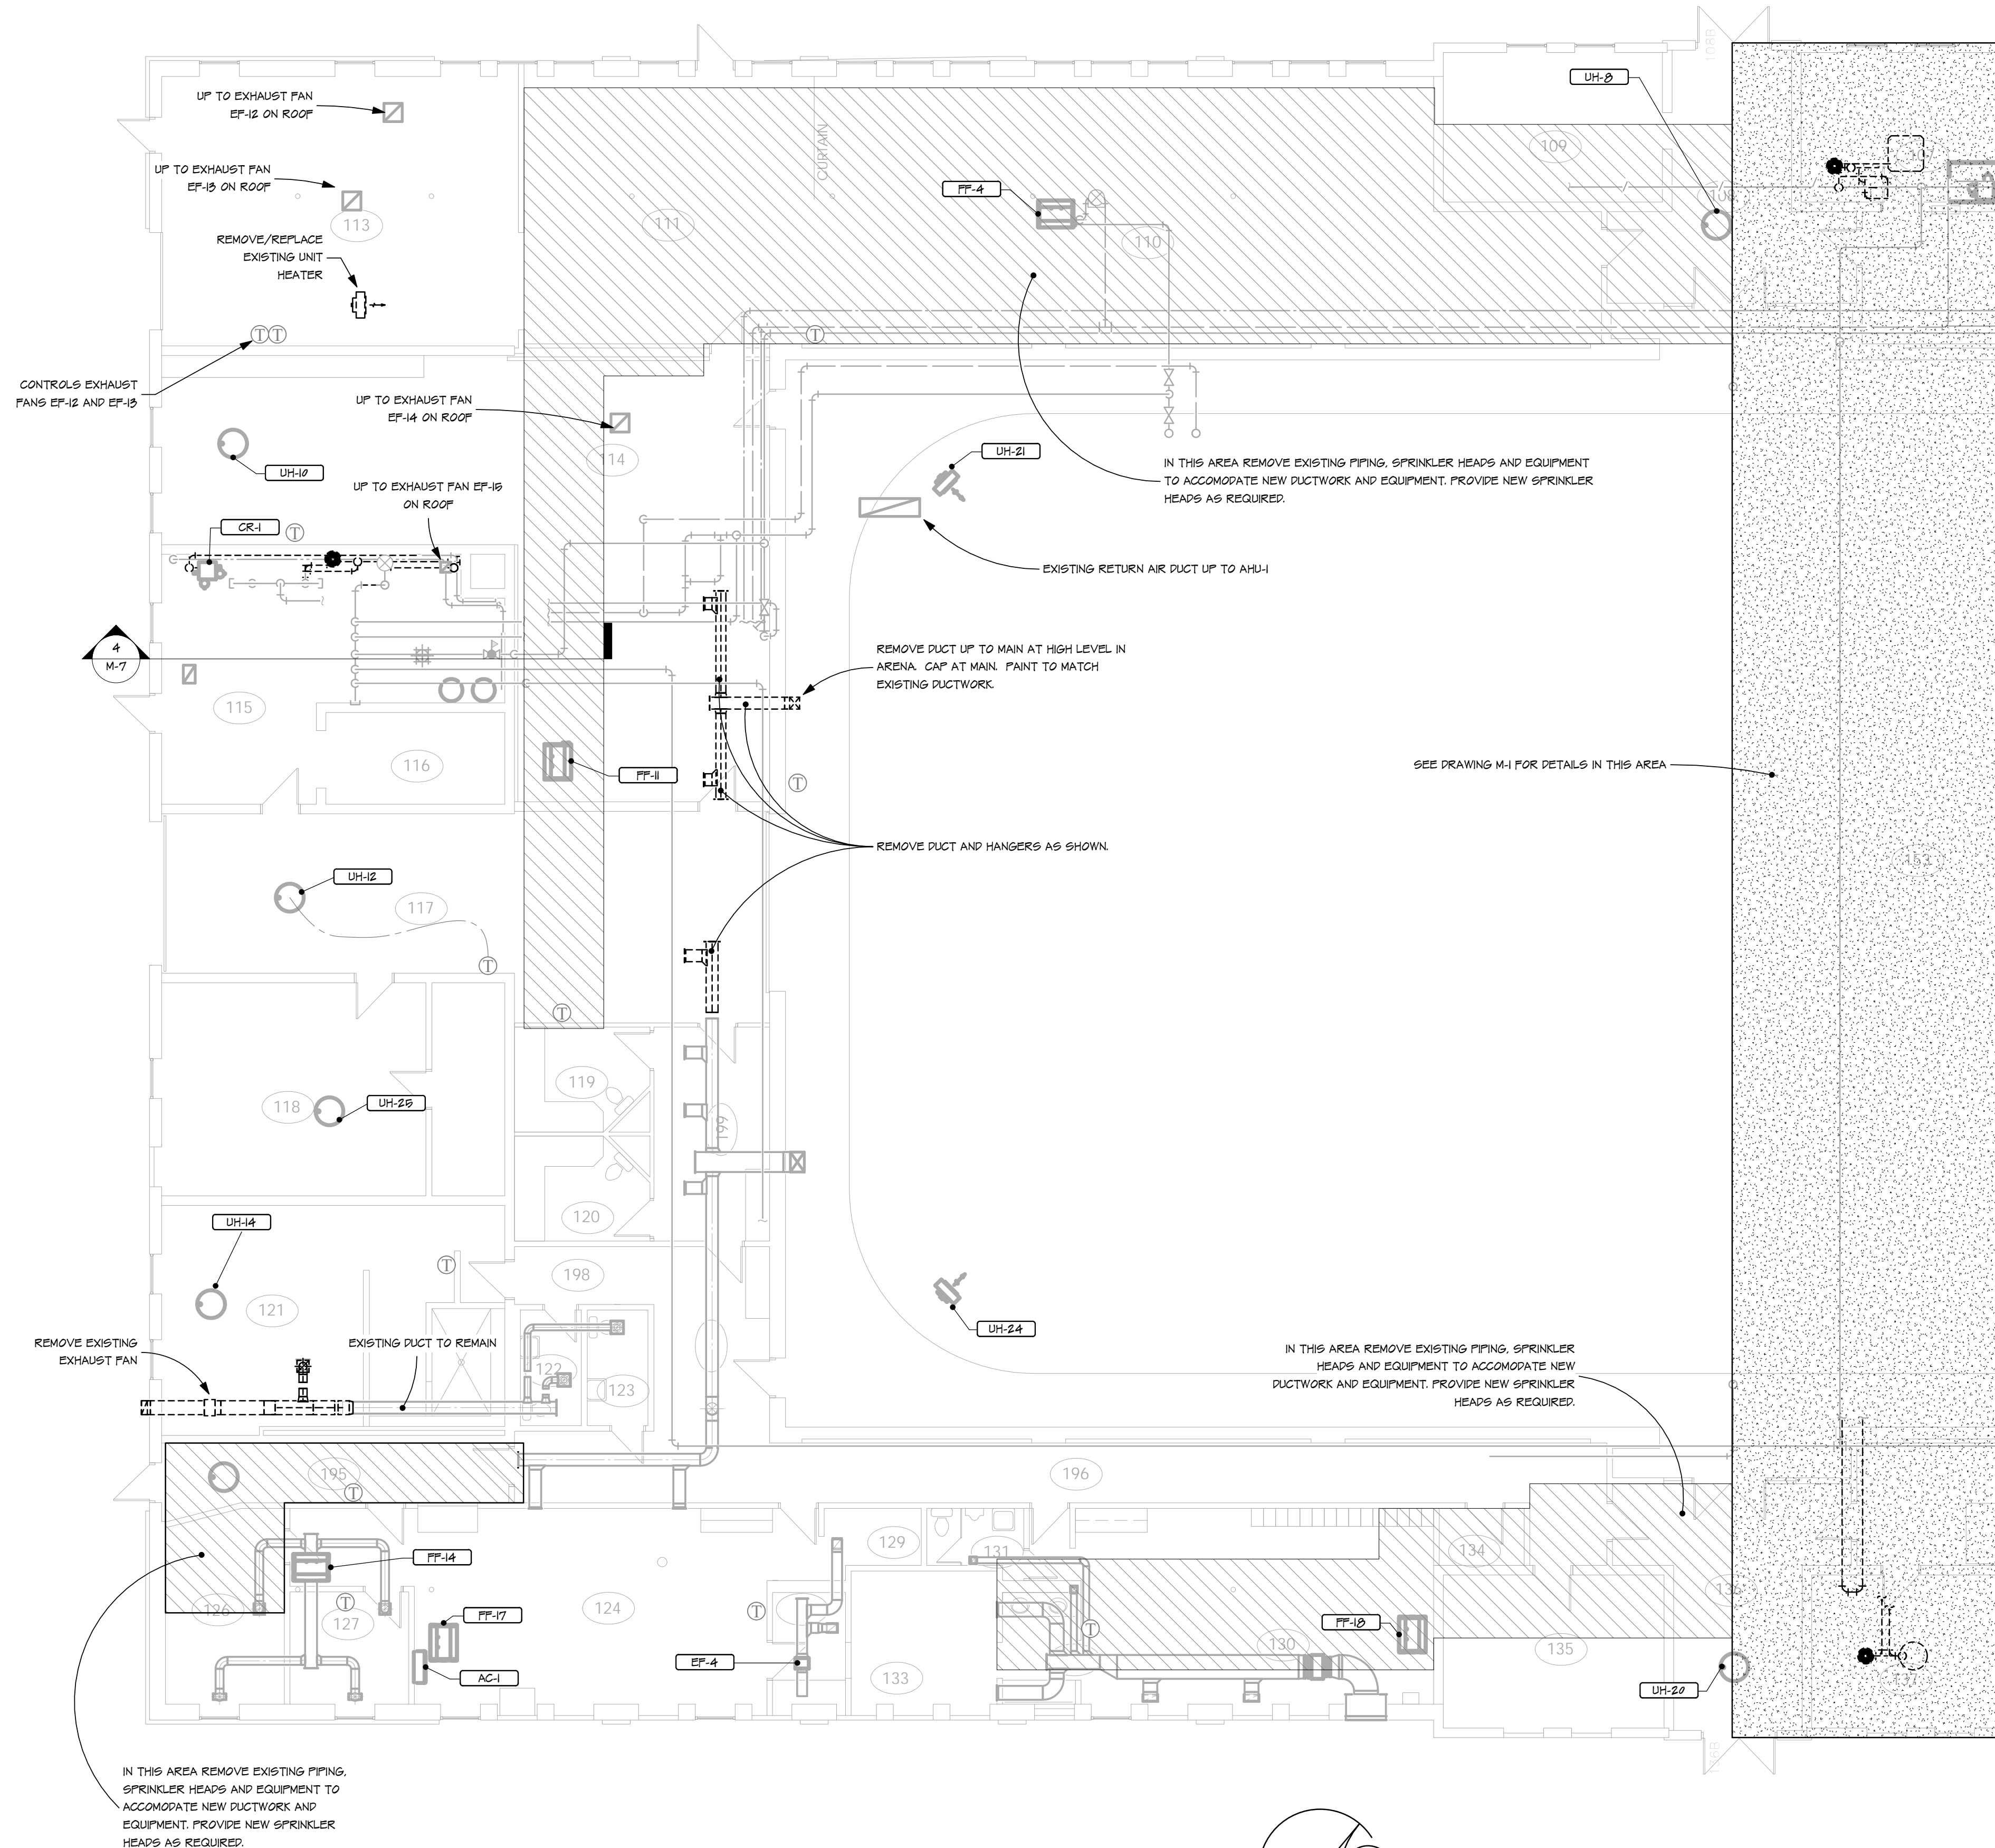 108B
UH-8
UP TO EXHAUST FAN
EF-12 ON ROOF
109
CURTAIN
UP TO EXHAUST FAN
EF-13 ON ROOF
FF-4
108
113
111
110
REMOVE/REPLACE
EXISTING UNIT
HEATER
T T
T
CONTROLS EXHAUST
FANS EF-12 AND EF-13
UP TO EXHAUST FAN
EF-14 ON ROOF
114
UH-10
UH-21
IN THIS AREA REMOVE EXISTING PIPING, SPRINKLER HEADS AND EQUIPMENT
TO ACCOMODATE NEW DUCTWORK AND EQUIPMENT. PROVIDE NEW SPRINKLER
HEADS AS REQUIRED.
UP TO EXHAUST FAN EF-15
ON ROOF
CR-1
T
EXISTING RETURN AIR DUCT UP TO AHU-1
4
M-7
REMOVE DUCT UP TO MAIN AT HIGH LEVEL IN
ARENA. CAP AT MAIN. PAINT TO MATCH
EXISTING DUCTWORK.
115
116
FF-11
T
SEE DRAWING M-1 FOR DETAILS IN THIS AREA
REMOVE DUCT AND HANGERS AS SHOWN.
153
UH-12
117
T
T
119
118
UH-25
199
120
UH-14
T
198
121
UH-24
REMOVE EXISTING
EXHAUST FAN
EXISTING DUCT TO REMAIN
122
123
IN THIS AREA REMOVE EXISTING PIPING, SPRINKLER
HEADS AND EQUIPMENT TO ACCOMODATE NEW
DUCTWORK AND EQUIPMENT. PROVIDE NEW SPRINKLER
HEADS AS REQUIRED.
195
T
196
129
131
134
FF-14
136
126
T
127
124
T
FF-17
T
FF-18
130
135
EF-4
AC-1
133
UH-20
IN THIS AREA REMOVE EXISTING PIPING,
SPRINKLER HEADS AND EQUIPMENT TO
ACCOMODATE NEW DUCTWORK AND
EQUIPMENT. PROVIDE NEW SPRINKLER
HEADS AS REQUIRED.